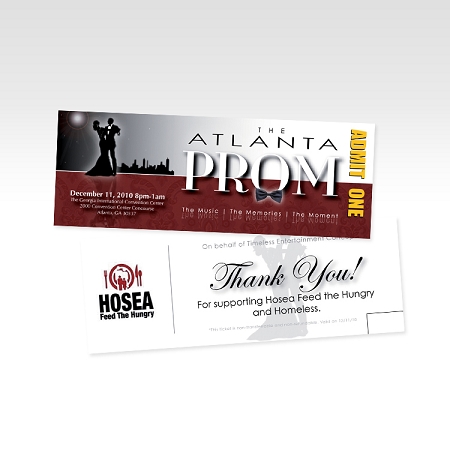 THE
ATLANTA
PROM
The Music | The Memories | The Moment
ADMIT ONE
December 11, 2010 8pm-1am
The Georgia International Convention Center
2000 Convention Center Concourse
Atlanta, GA 30337
On behalf of Timeless Entertainment
Thank You!
For supporting Hosea Feed the Hungry
and Homeless.
HOSEA
Feed The Hungry